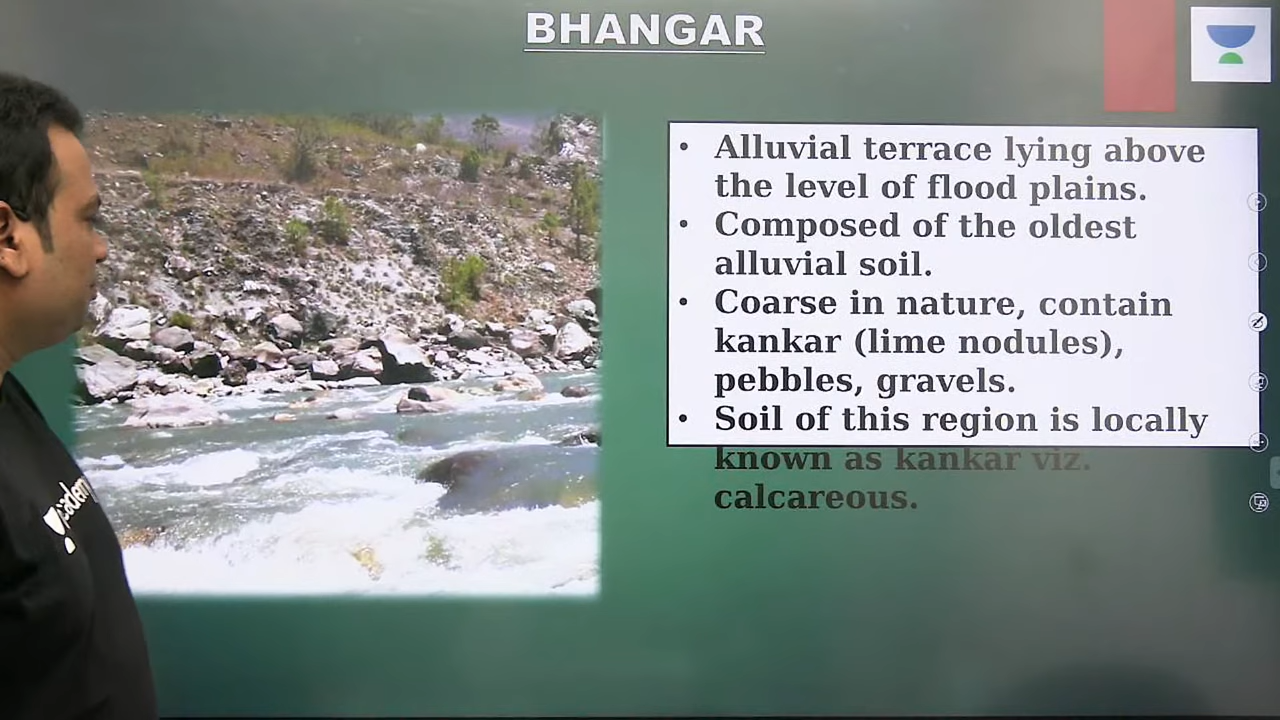 BHANGAR
• Alluvial terrace lying above
the level of flood plains.
• Composed of the oldest
alluvial soil.
• Coarse in nature, contain
kankar (lime nodules),
pebbles, gravels.
• Soil of this region is locally
known as kankar viz.
calcareous.